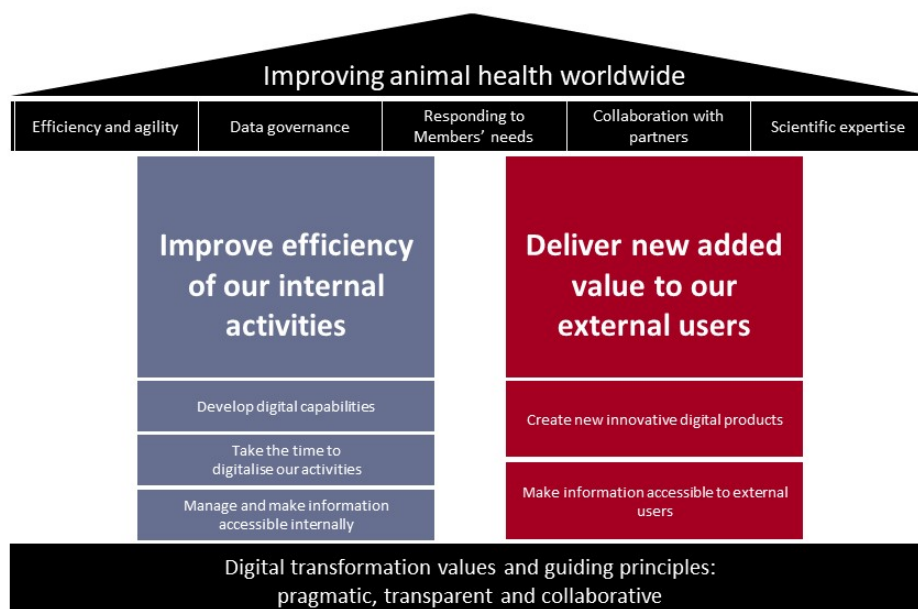 Improving animal health worldwide
Efficiency and agility
Data governance
Responding to
Members' needs
Collaboration with
partners
Scientific expertise
Improve efficiency
of our internal
activities
Develop digital capabilities
Take the time to
digitalise our activities
Manage and make information
accessible internally
Deliver new added
value to our
external users
Create new innovative digital products
Make information accessible to external
users
Digital transformation values and guiding principles:
pragmatic, transparent and collaborative